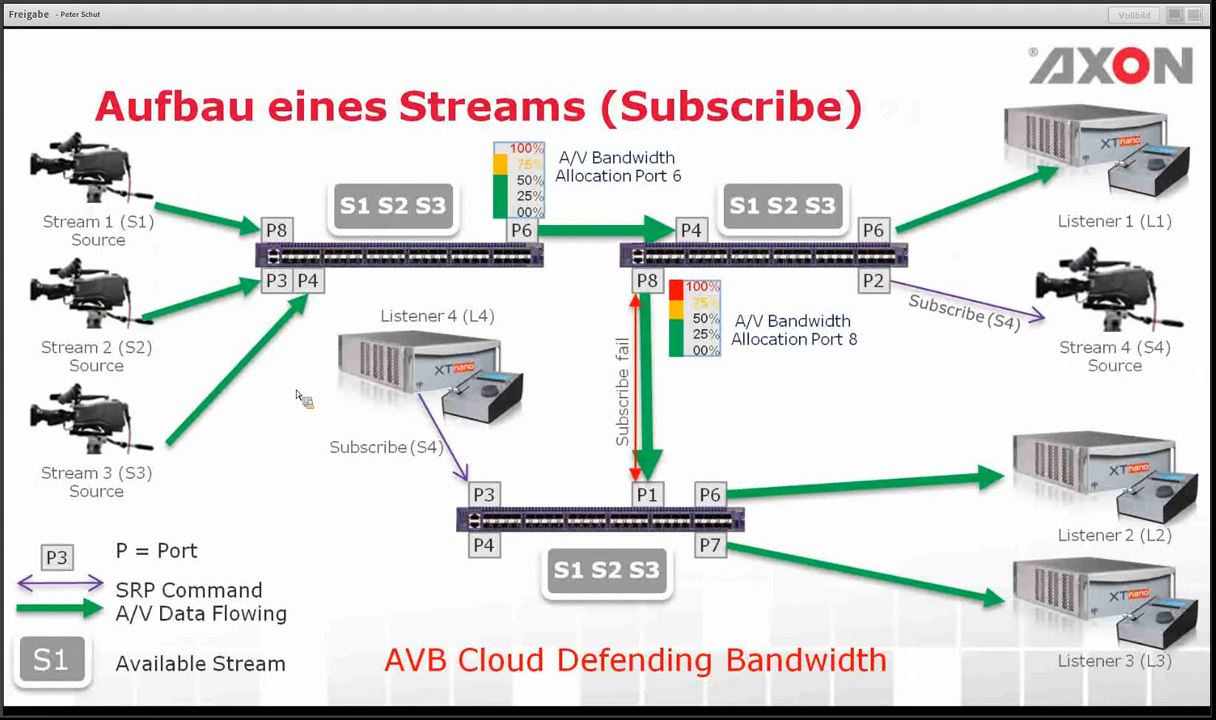 Freigabe - Peter Schut
Vollbild
®AXON
Aufbau eines Streams (Subscribe)
Stream 1 (S1)
Source
Stream 2 (S2)
Source
Stream 3 (S3)
Source
P8
P3
P4
S1 S2 S3
P6
100%
75%
50%
25%
00%
A/V Bandwidth
Allocation Port 6
P4
S1 S2 S3
P6
P8
P2
100%
75%
50%
25%
00%
A/V Bandwidth
Allocation Port 8
Listener 1 (L1)
Subscribe (S4)
Stream 4 (S4)
Source
Listener 4 (L4)
XTnano
XTnano
XTnano
XTnano
Subscribe (S4)
Subscribe fail
P3
P1
P6
P4
P7
S1 S2 S3
Listener 2 (L2)
Listener 3 (L3)
P3
P = Port
SRP Command
A/V Data Flowing
S1
Available Stream
AVB Cloud Defending Bandwidth